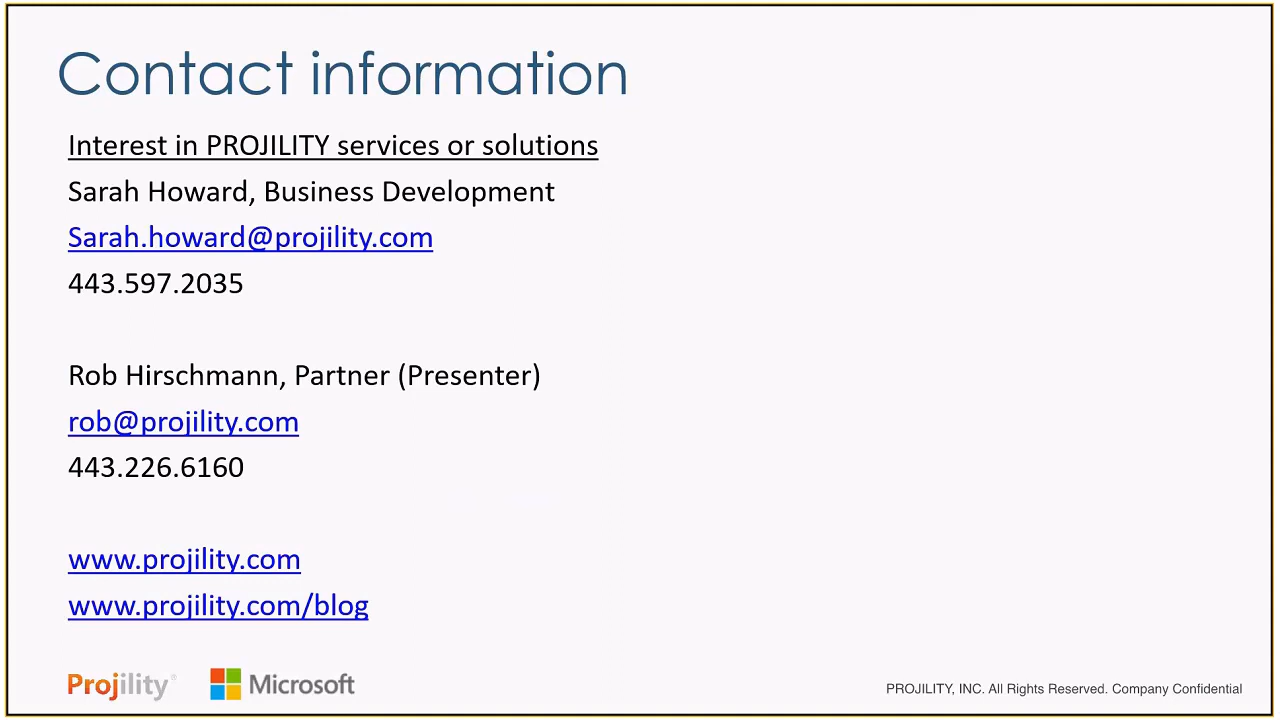 Contact information
Interest in PROJILITY services or solutions
Sarah Howard, Business Development
Sarah.howard@projility.com
443.597.2035
Rob Hirschmann, Partner (Presenter)
rob@projility.com
443.226.6160
www.projility.com
www.projility.com/blog
Projility®
Microsoft
PROJILITY, INC. All Rights Reserved. Company Confidential